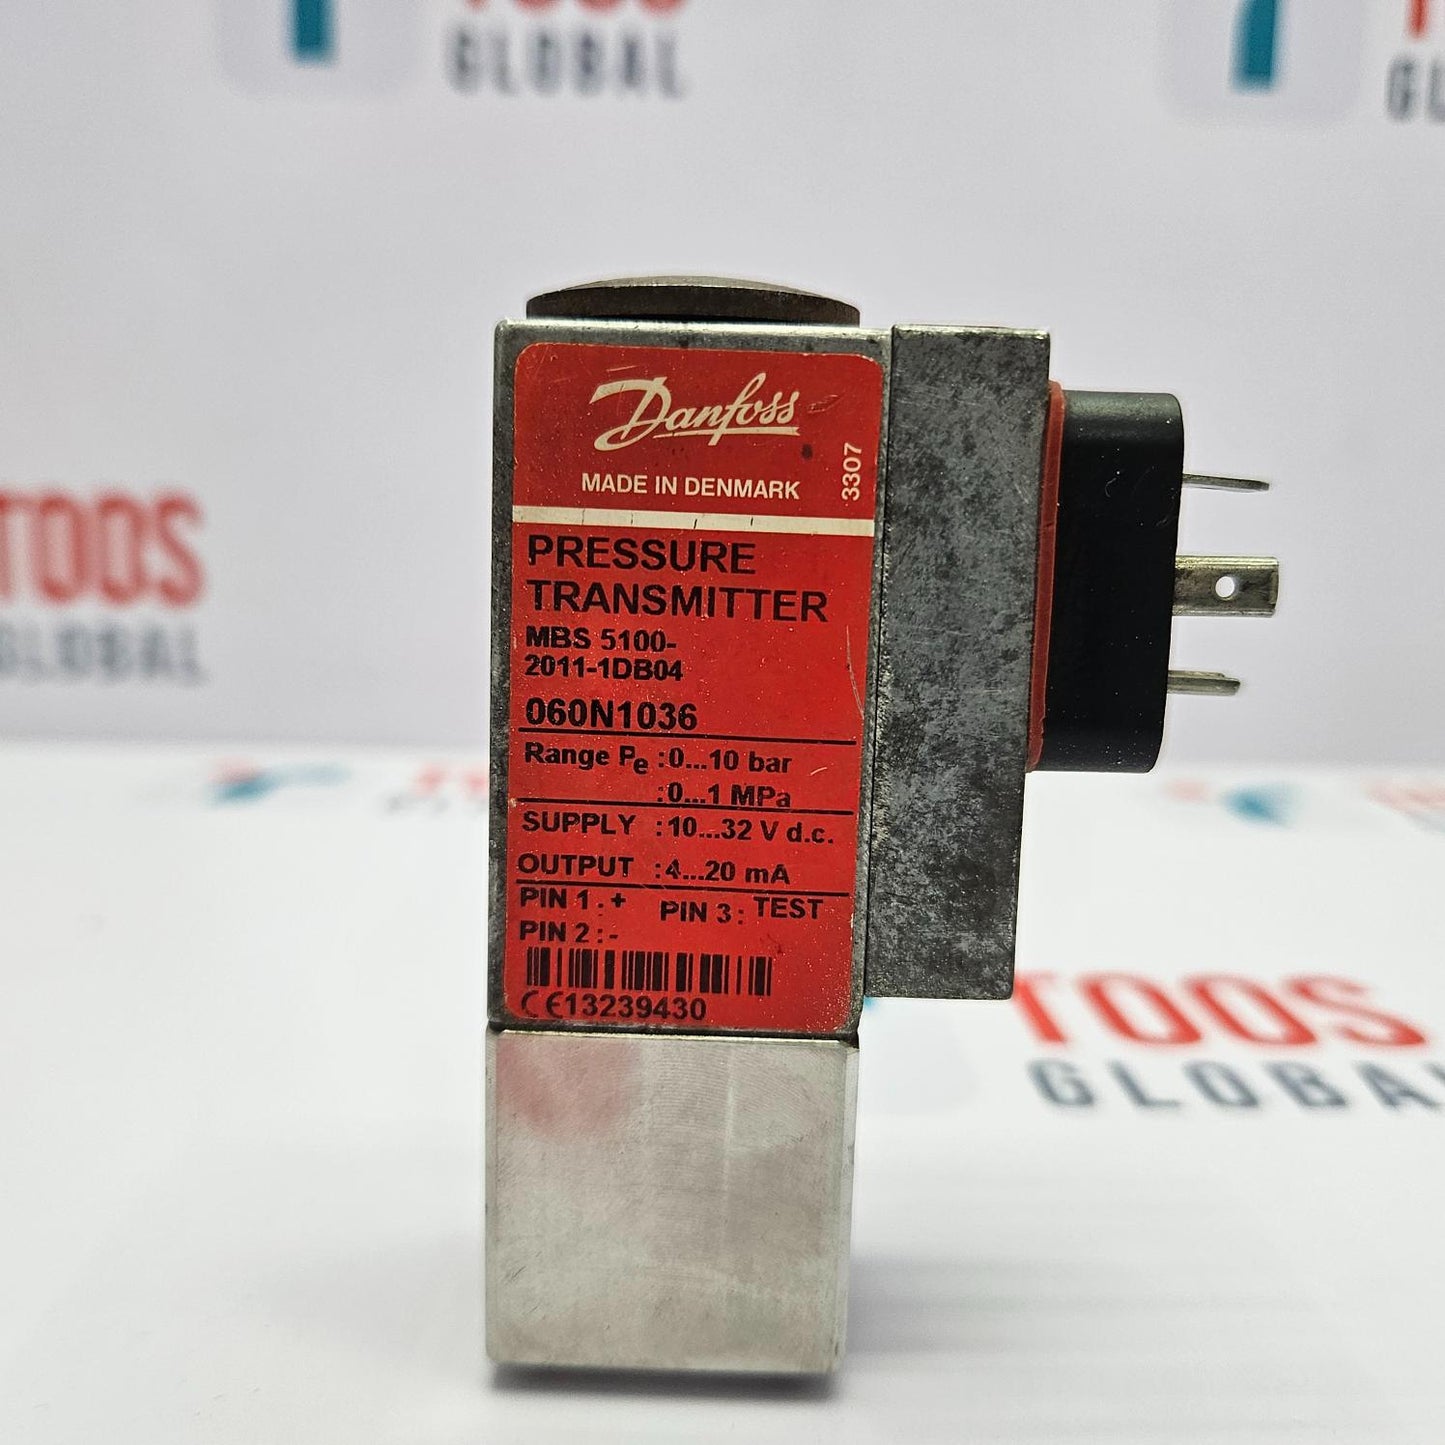 TOOS
GLOBAL
TOOS
GLOBAL
Danfoss
MADE IN DENMARK
3307
PRESSURE
TRANSMITTER
MBS 5100-
2011-1DB04
060N1036
Range Pe :0...10 bar
:0...1 MPa
SUPPLY :10...32 V d.c.
OUTPUT :4...20 mA
PIN 1 : + PIN 3 : TEST
PIN 2 : -
CE13239430
TOOS
GLOBAL